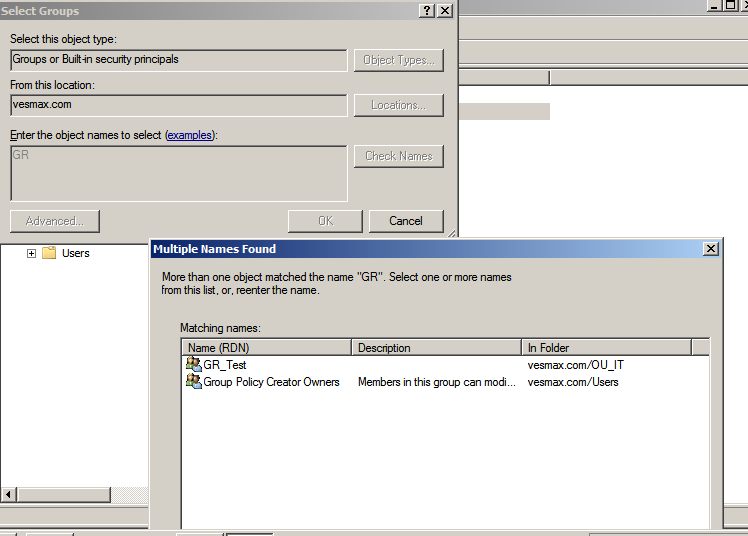 Select Groups
Select this object type:
Groups or Built-in security principals
Object Types...
From this location:
vesmax.com
Locations...
Enter the object names to select (examples):
GR
Check Names
Advanced...
OK
Cancel
Users
Multiple Names Found
More than one object matched the name "GR". Select one or more names
from this list, or, reenter the name.
Matching names:
Name (RDN) Description In Folder
GR_Test vesmax.com/OU_IT
Group Policy Creator Owners Members in this group can modi... vesmax.com/Users